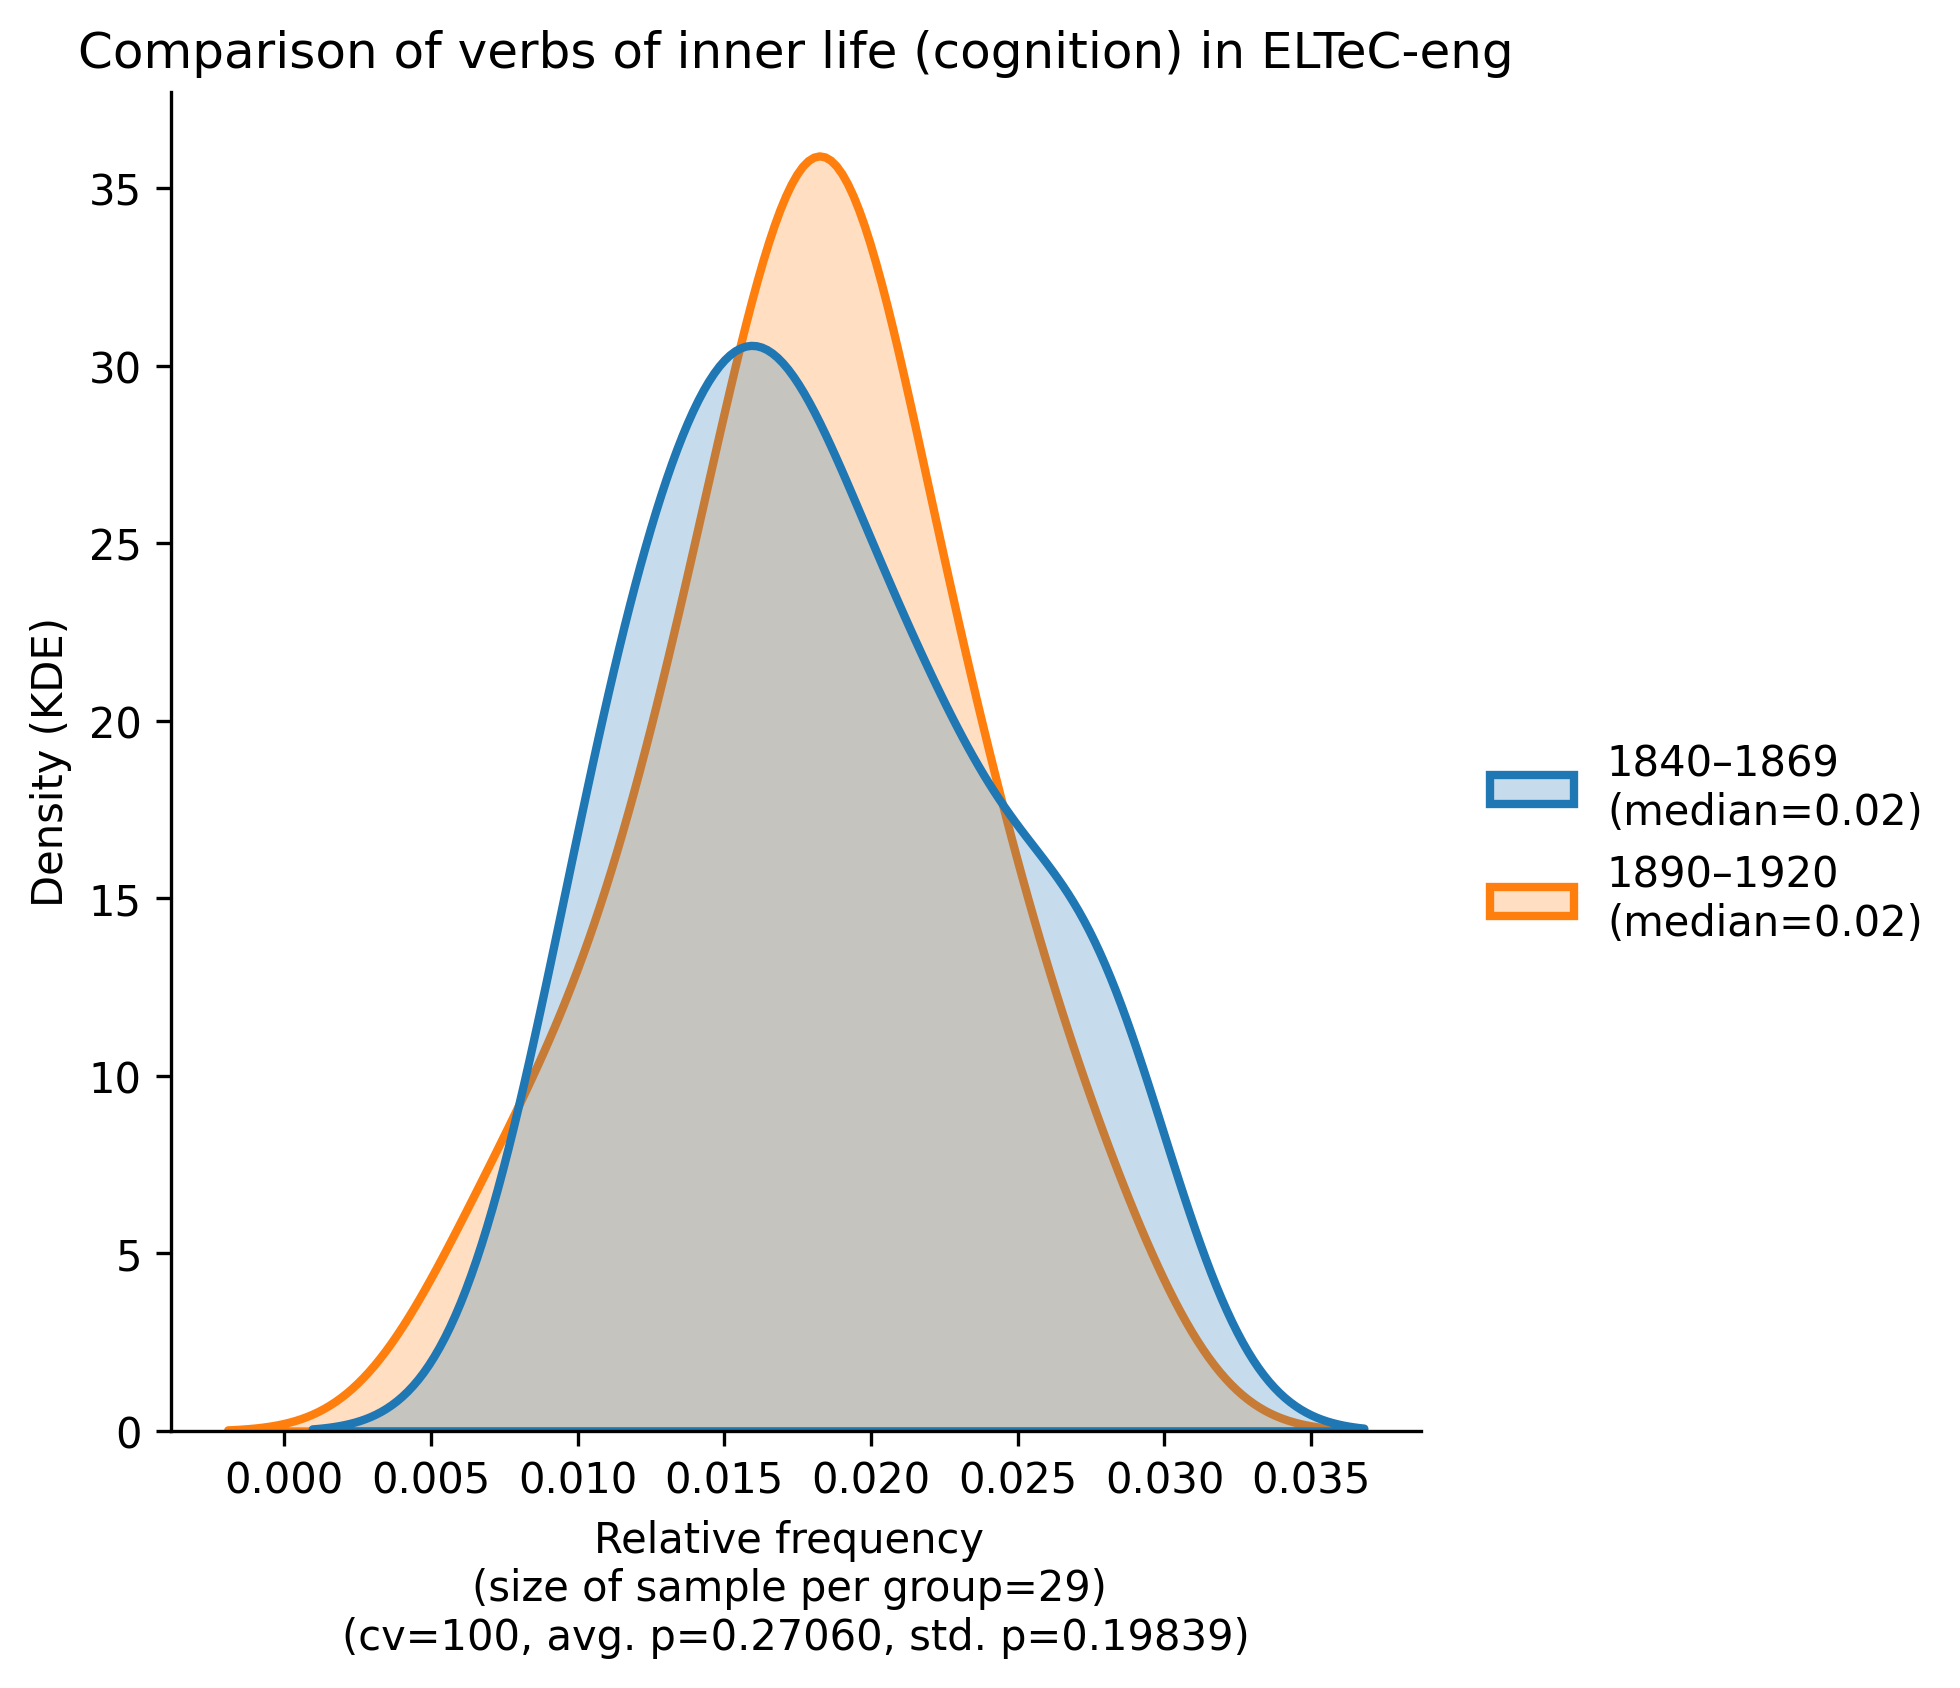 Comparison of verbs of inner life (cognition) in ELTeC-eng
Density (KDE)
35
30
25
20
15
10
5
0
0.000 0.005 0.010 0.015 0.020 0.025 0.030 0.035
Relative frequency
(size of sample per group=29)
(cv=100, avg. p=0.27060, std. p=0.19839)
1840–1869
(median=0.02)
1890–1920
(median=0.02)